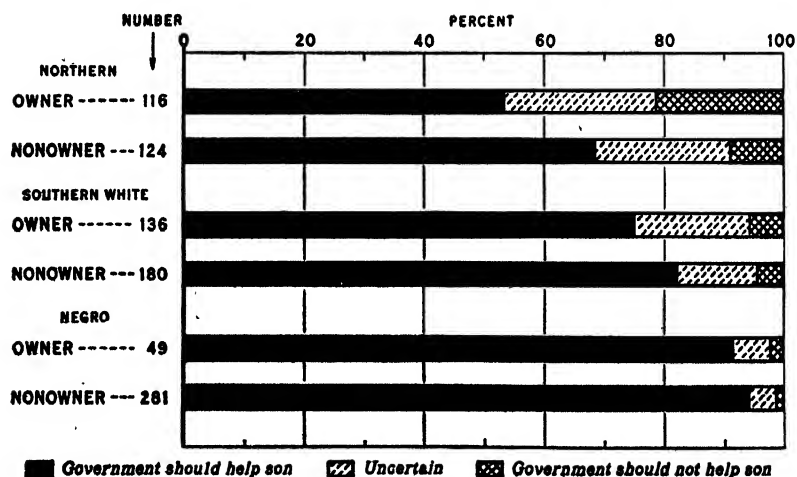 NUMBER PERCENT
0 20 40 60 80 100
NORTHERN
OWNER ------ 116
NONOWNER --- 124
SOUTHERN WHITE
OWNER ------ 136
NONOWNER --- 180
NEGRO
OWNER ------ 49
NONOWNER --- 281
Government should help son Uncertain Government should not help son